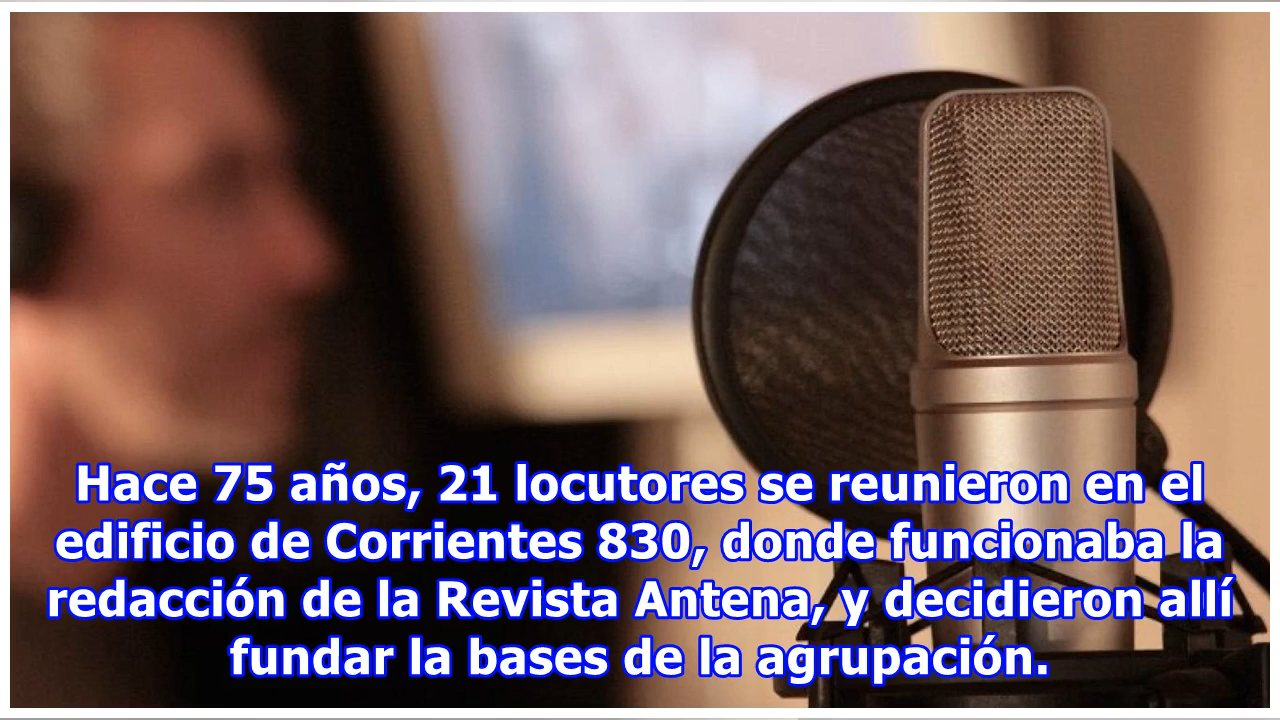 Hace 75 años, 21 locutores se reunieron en el
edificio de Corrientes 830, donde funcionaba la
redacción de la Revista Antena, y decidieron allí
fundar la bases de la agrupación.